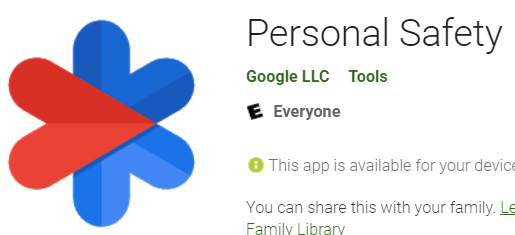 Personal Safety
Google LLC Tools
E Everyone
This app is available for your device
You can share this with your family. Le
Family Library